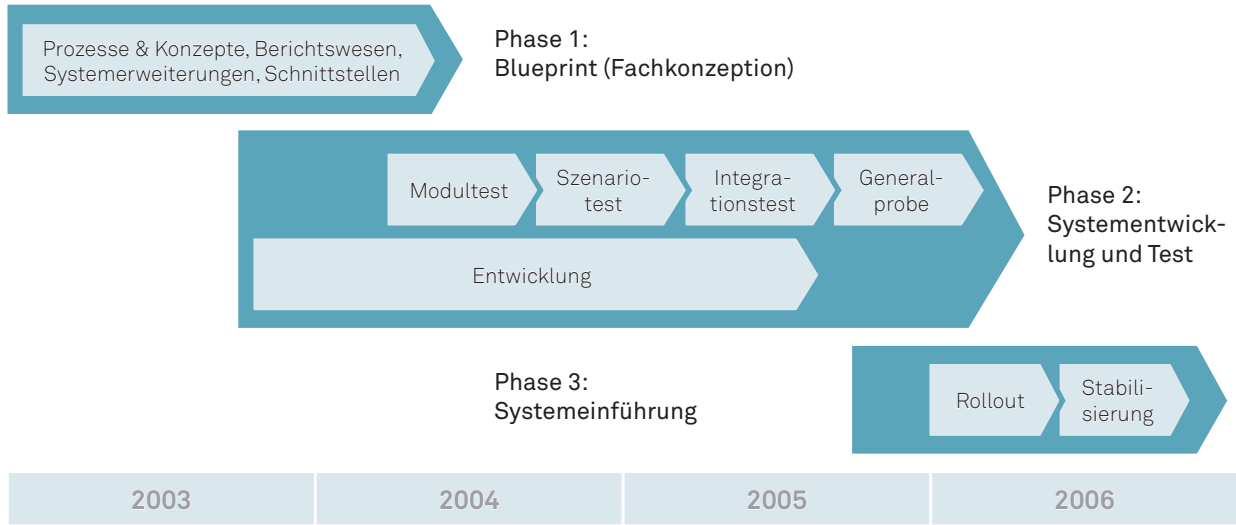 Prozesse & Konzepte, Berichtswesen,
Systemerweiterungen, Schnittstellen
Phase 1:
Blueprint (Fachkonzeption)
Modultest
Szenario-
test
Integra-
tionstest
General-
probe
Entwicklung
Phase 2:
Systementwick-
lung und Test
Phase 3:
Systemeinführung
Rollout
Stabili-
sierung
2003
2004
2005
2006